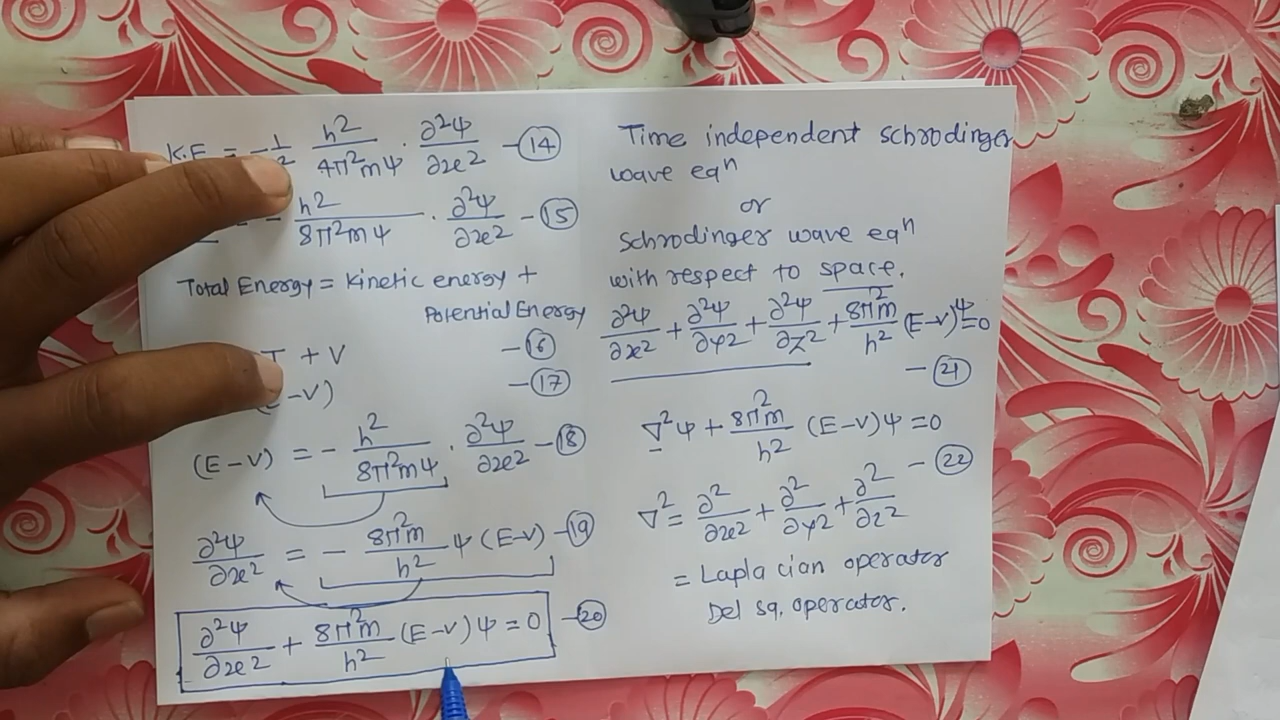 K.E = -1/2 h²/4π²mψ · ∂²ψ/∂x² -(14)
= - h²/8π²mψ · ∂²ψ/∂x² -(15)
Total Energy = kinetic energy +
Potential Energy
T + V -(16)
-V) -(17)
(E-V) = - h²/8π²mψ · ∂²ψ/∂x² -(18)
∂²ψ/∂x² = - 8π²m/h² ψ (E-V) -(19)
∂²ψ/∂x² + 8π²m/h² (E-V) ψ = 0 -(20)
Time independent schrodinger
wave eqⁿ
or
Schrodinger wave eqⁿ
with respect to space.
∂²ψ/∂x² + ∂²ψ/∂y² + ∂²ψ/∂z² + 8π²m/h² (E-V)ψ=0
-(21)
∇²ψ + 8π²m/h² (E-V)ψ =0
-(22)
∇² = ∂²/∂x² + ∂²/∂y² + ∂²/∂z²
= Laplacian operator
Del sq. operator.